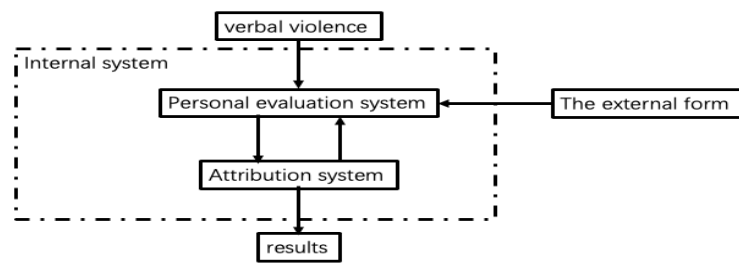 verbal violence
Internal system
Personal evaluation system
The external form
Attribution system
results